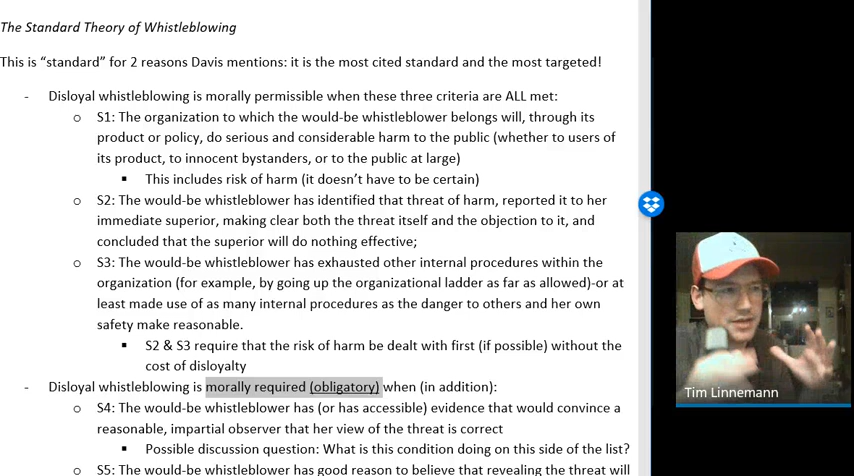 The Standard Theory of Whistleblowing
This is “standard” for 2 reasons Davis mentions: it is the most cited standard and the most targeted!
- Disloyal whistleblowing is morally permissible when these three criteria are ALL met:
o S1: The organization to which the would-be whistleblower belongs will, through its
product or policy, do serious and considerable harm to the public (whether to users of
its product, to innocent bystanders, or to the public at large)
▪ This includes risk of harm (it doesn’t have to be certain)
o S2: The would-be whistleblower has identified that threat of harm, reported it to her
immediate superior, making clear both the threat itself and the objection to it, and
concluded that the superior will do nothing effective;
o S3: The would-be whistleblower has exhausted other internal procedures within the
organization (for example, by going up the organizational ladder as far as allowed)-or at
least made use of as many internal procedures as the danger to others and her own
safety make reasonable.
▪ S2 & S3 require that the risk of harm be dealt with first (if possible) without the
cost of disloyalty
- Disloyal whistleblowing is morally required (obligatory) when (in addition):
o S4: The would-be whistleblower has (or has accessible) evidence that would convince a
reasonable, impartial observer that her view of the threat is correct
▪ Possible discussion question: What is this condition doing on this side of the list?
o S5: The would-be whistleblower has good reason to believe that revealing the threat will
Tim Linnemann